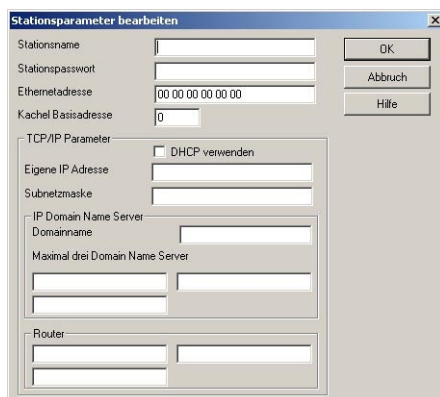 Stationsparameter bearbeiten
Stationsname
OK
Stationspasswort
Abbruch
Ethernetadresse 00 00 00 00 00 00
Hilfe
Kachel Basisadresse 0
TCP/IP Parameter
DHCP verwenden
Eigene IP Adresse
Subnetzmaske
IP Domain Name Server
Domainname
Maximal drei Domain Name Server
Router